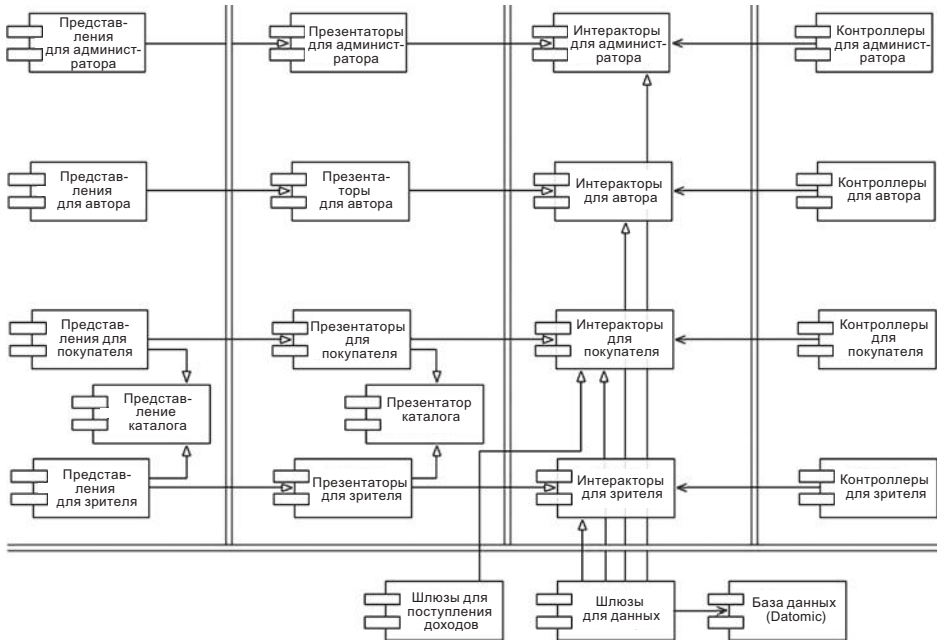 Представ-
ления
для админист-
ратора
Презентаторы
для админист-
ратора
Интеракторы
для админист-
ратора
Контроллеры
для админист-
ратора
Представ-
ления
для автора
Презента-
торы
для автора
Интеракторы
для автора
Контроллеры
для автора
Представ-
ления для
покупателя
Презентаторы
для
покупателя
Интеракторы
для
покупателя
Контроллеры
для
покупателя
Представ-
ление
каталога
Презентатор
каталога
Представ-
ления
для зрителя
Презентаторы
для зрителя
Интеракторы
для зрителя
Контроллеры
для зрителя
Шлюзы для
поступления
доходов
Шлюзы
для данных
База данных
(Datomic)